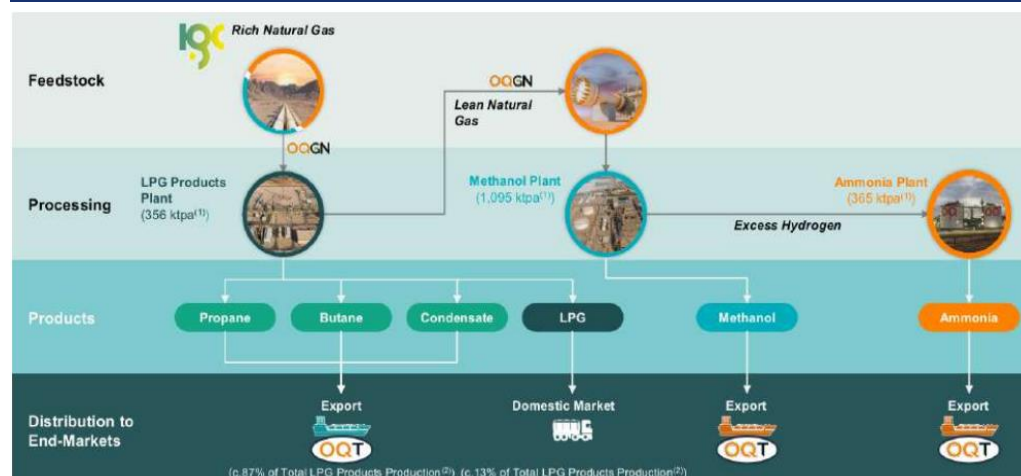 IGC
Rich Natural Gas
Feedstock
OQGN
Lean Natural
Gas
OQGN
LPG Products
Plant
(356 ktpa(1))
Processing
Methanol Plant
(1,095 ktpa(1))
Ammonia Plant
(365 ktpa(1))
Excess Hydrogen
Products
Propane
Butane
Condensate
LPG
Methanol
Ammonia
Distribution to
End-Markets
Export
OQT
(c.87% of Total LPG Products Production(2))
Domestic Market
(c.13% of Total LPG Products Production(2))
Export
OQT
Export
OQT